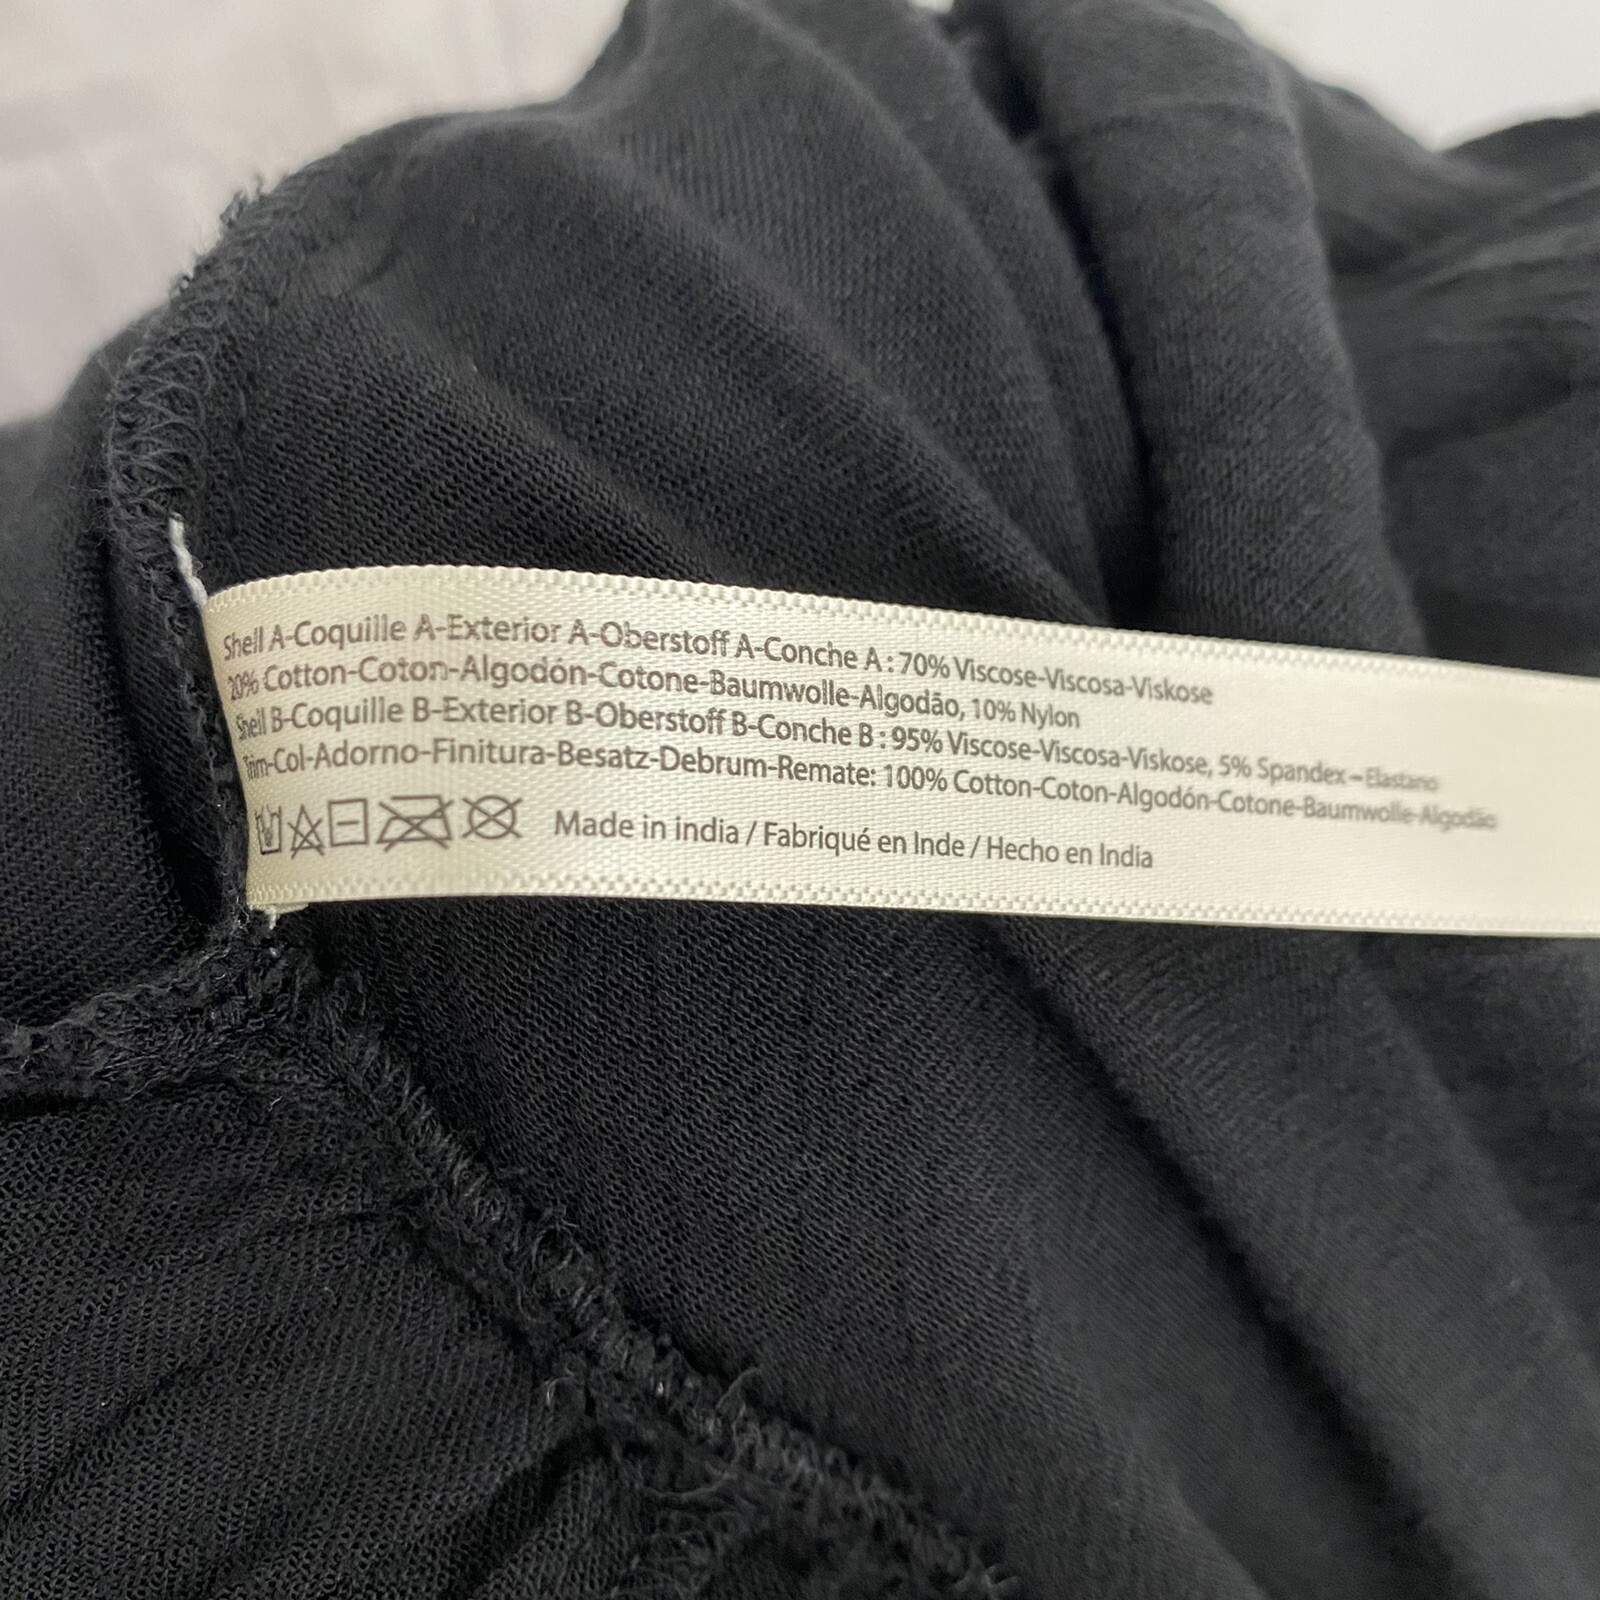 Shell A-Coquille A-Exterior A-Oberstoff A-Conche A : 70% Viscose-Viscosa-Viskose
20% Cotton-Coton-Algodón-Cotone-Baumwolle-Algodão, 10% Nylon
Shell B-Coquille B-Exterior B-Oberstoff B-Conche B : 95% Viscose-Viscosa-Viskose, 5% Spandex – Elastano
Trim-Col-Adorno-Finitura-Besatz-Debrum-Remate: 100% Cotton-Coton-Algodón-Cotone-Baumwolle-Algodão
Made in india / Fabriqué en Inde / Hecho en India